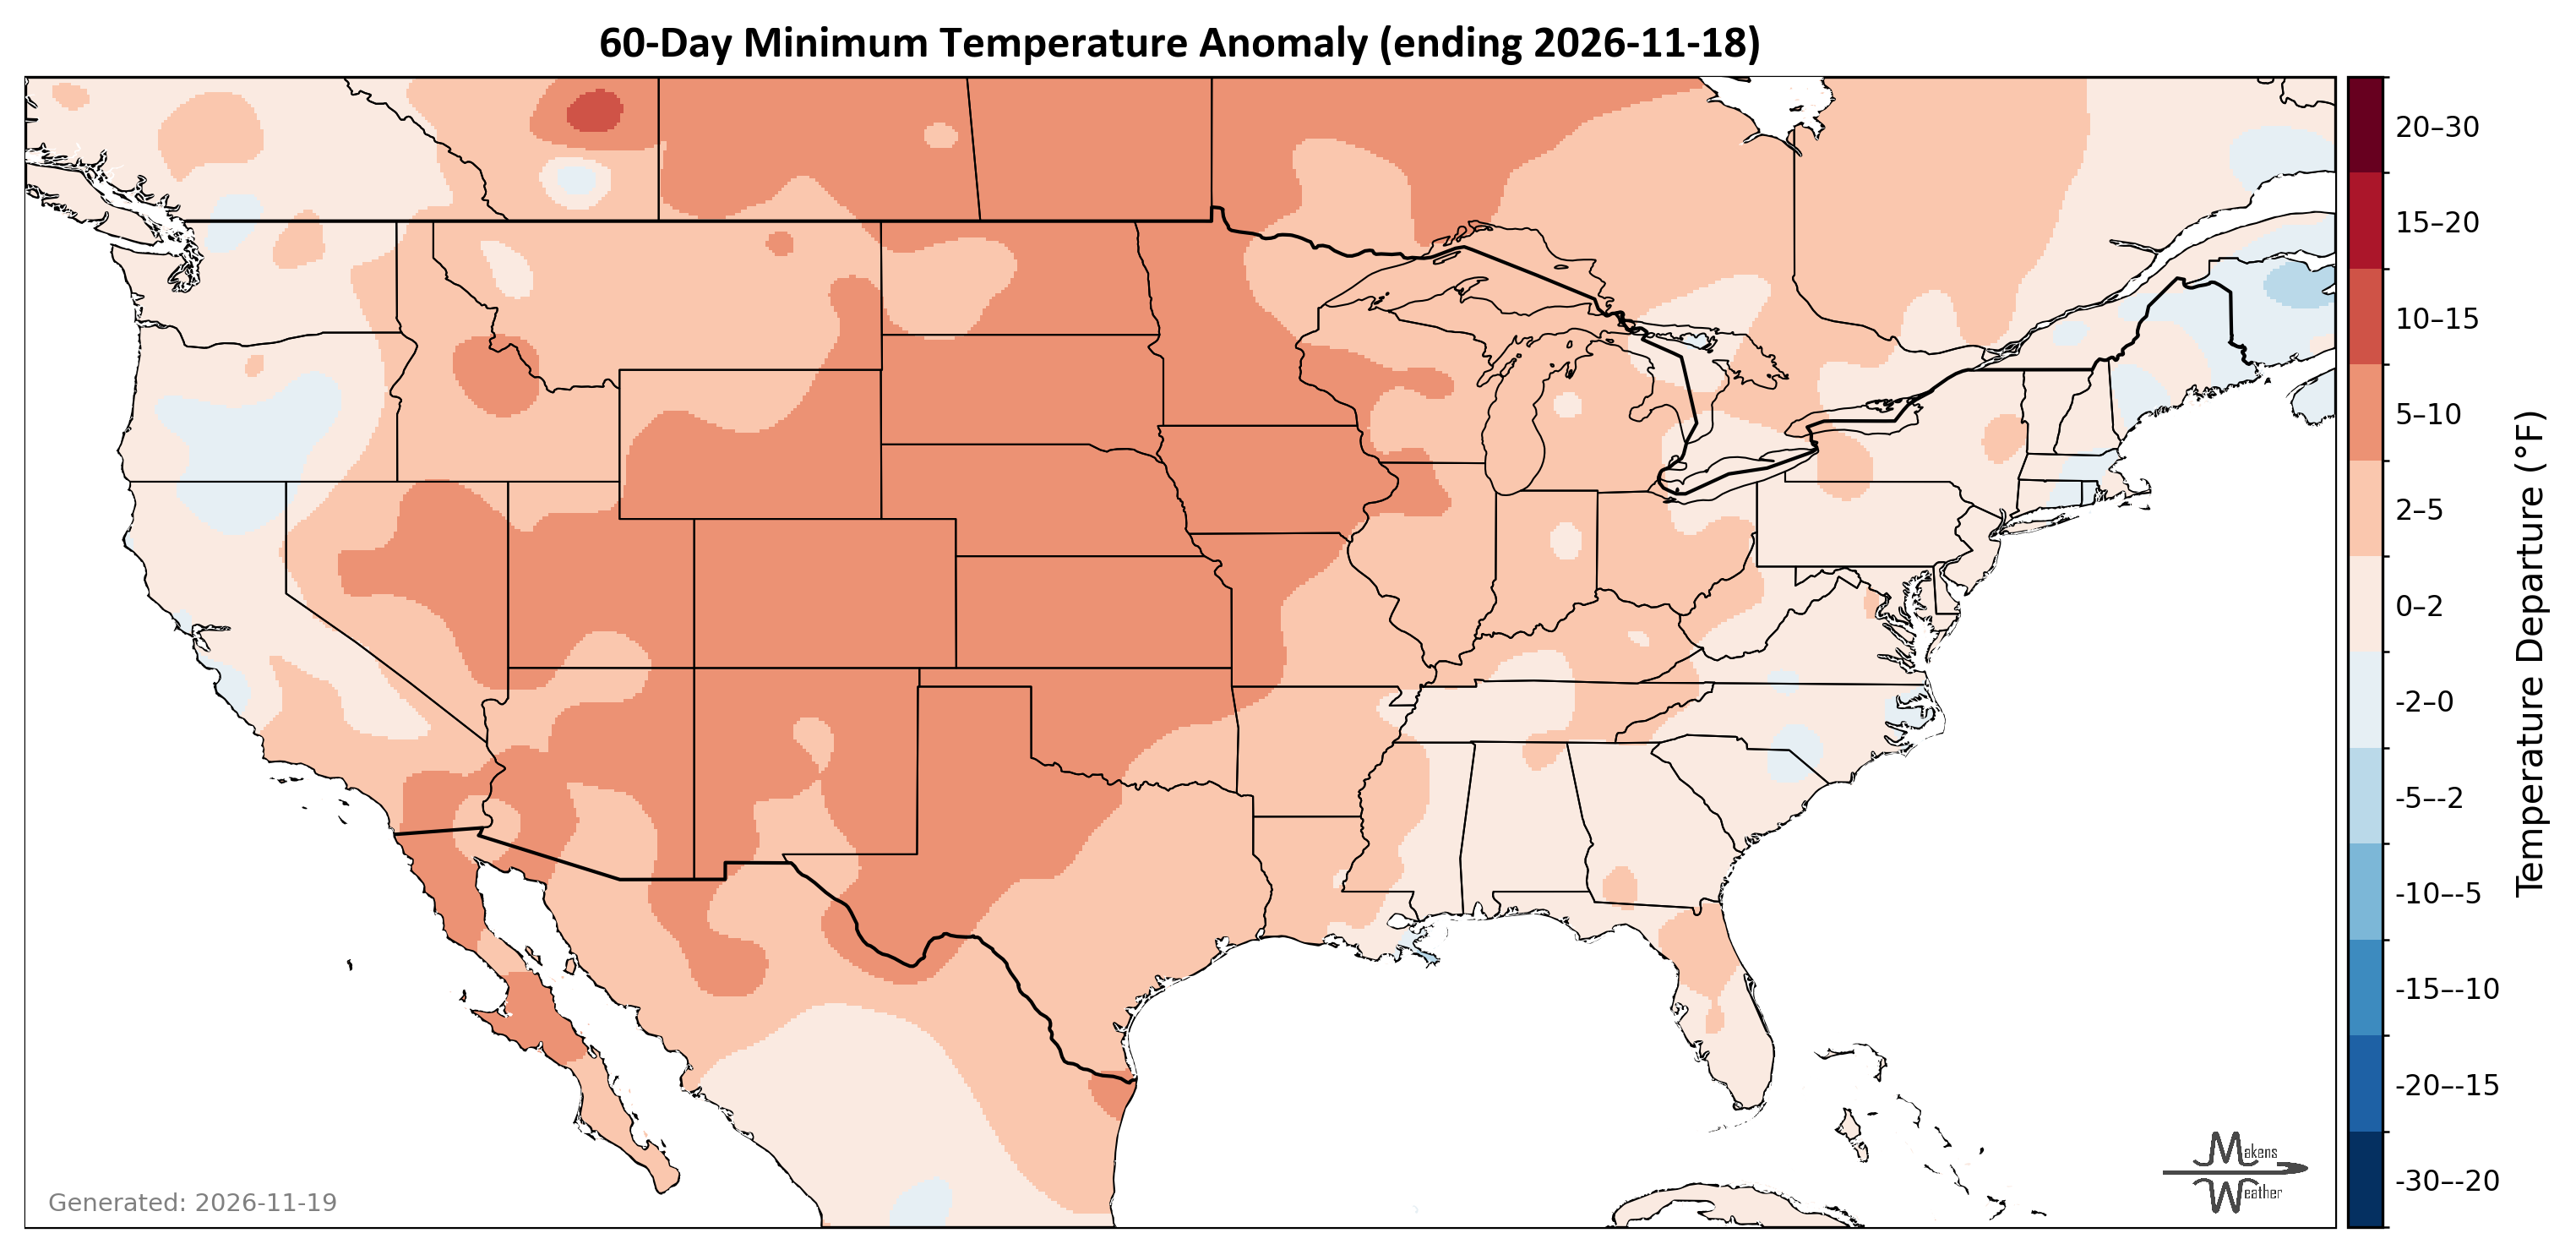 60-Day Minimum Temperature Anomaly (ending 2026-11-18)
20–30
15–20
10–15
5–10
2–5
0–2
-2–0
-5–-2
-10–-5
-15–-10
-20–-15
-30–-20
Temperature Departure (°F)
Makens
Weather
Generated: 2026-11-19